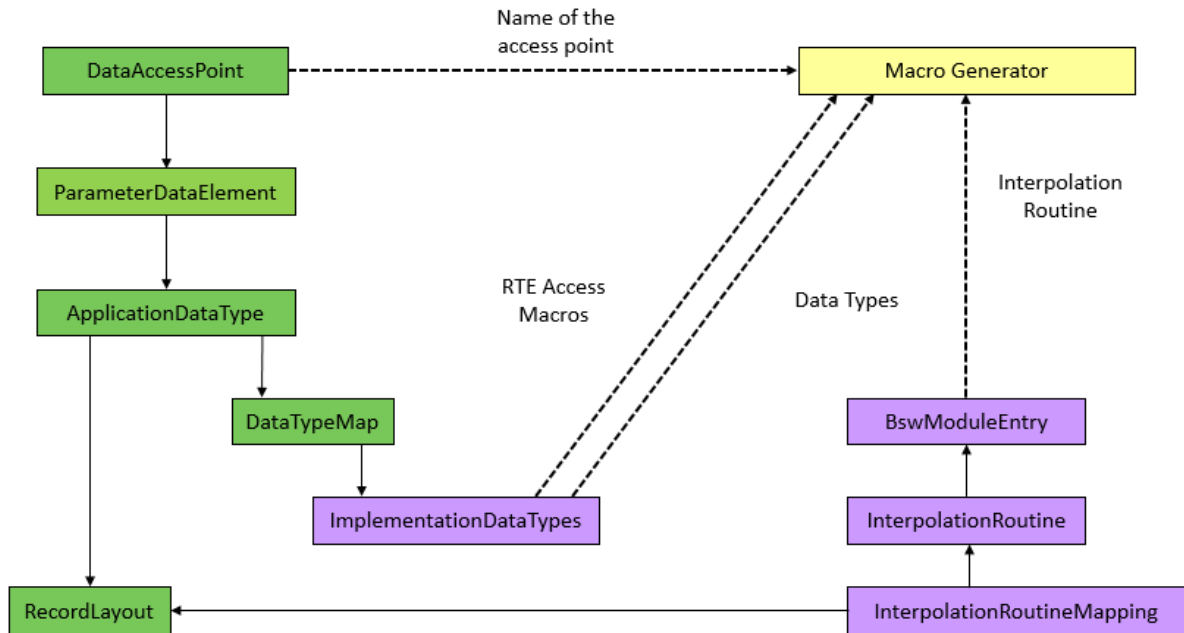 Name of the
access point
DataAccessPoint
Macro Generator
ParameterDataElement
Interpolation
Routine
RTE Access
Macros
Data Types
ApplicationDataType
DataTypeMap
BswModuleEntry
ImplementationDataTypes
InterpolationRoutine
RecordLayout
InterpolationRoutineMapping